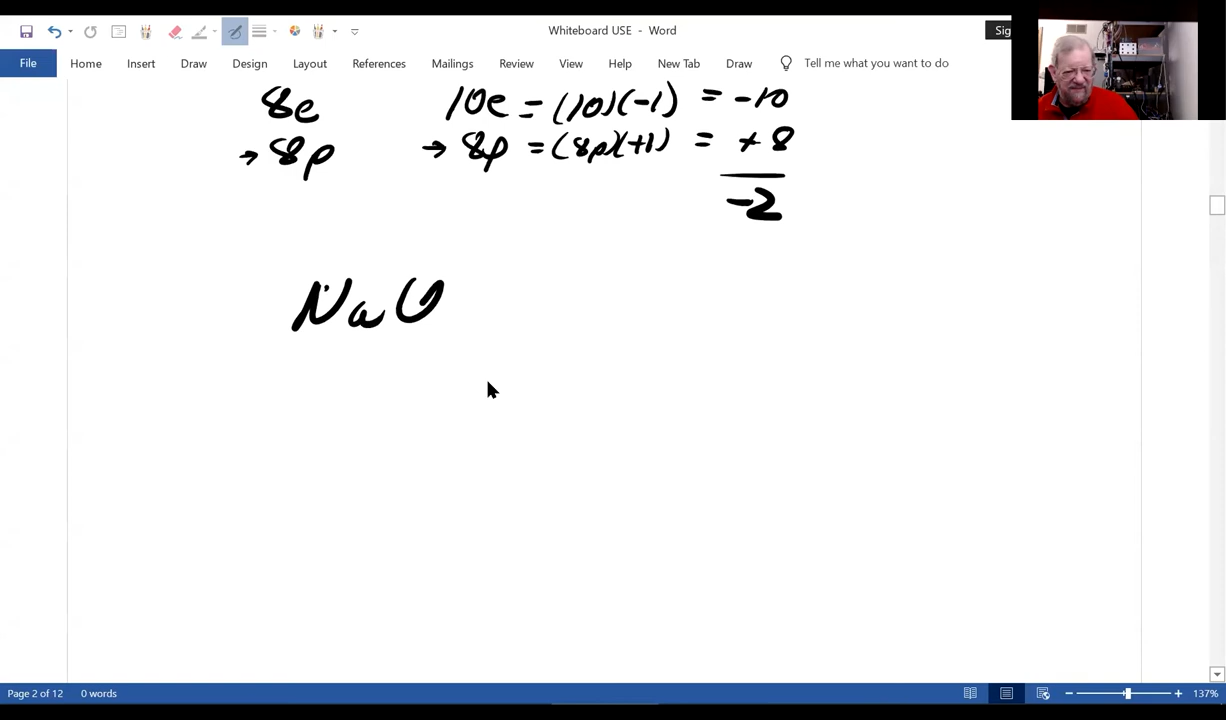 Whiteboard USE - Word
File Home Insert Draw Design Layout References Mailings Review View Help New Tab Draw Tell me what you want to do
8e 10e = (10)(-1) = -10
→ 8p → 8p = (8p)(+1) = + 8
-2
Na O
Page 2 of 12 0 words 137%